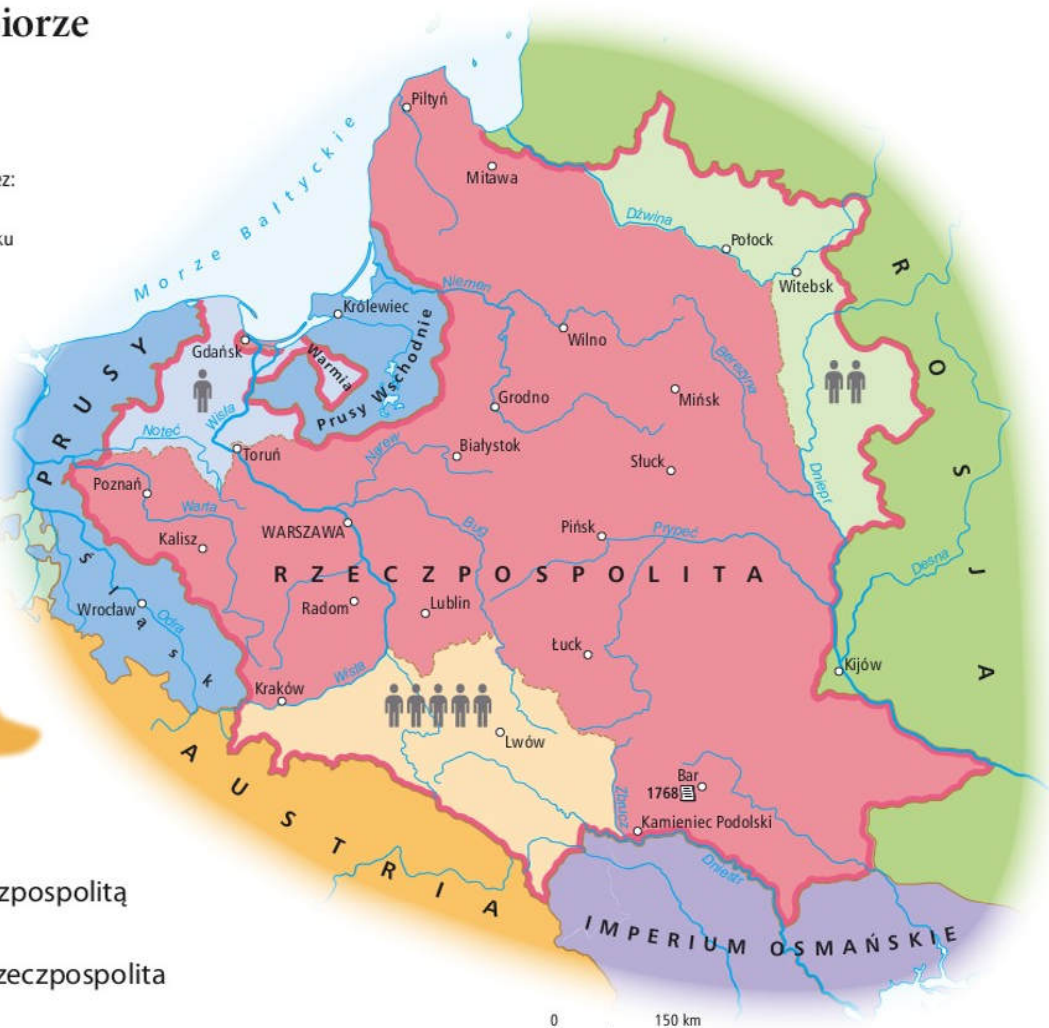 iorze
ez:
ku
zpospolitą
zeczpospolita
Morze Bałtyckie
Piltyń
Mitawa
Dźwina
Połock
Witebsk
ROSJA
Niemen
Królewiec
Gdańsk
Warmia
Prusy Wschodnie
PRUSY
Wilno
Berezyna
Mińsk
Grodno
Noteć
Wisła
Toruń
Narew
Białystok
Słuck
Dniepr
Poznań
Warta
WARSZAWA
Bug
Pińsk
Prypeć
Desna
Kalisz
RZECZPOSPOLITA
Śląsk
Wrocław
Odra
Radom
Lublin
Łuck
Kijów
Kraków
Wisła
Lwów
AUSTRIA
Zbrucz
Bar
1768
Kamieniec Podolski
Dniestr
IMPERIUM OSMAŃSKIE
0 150 km